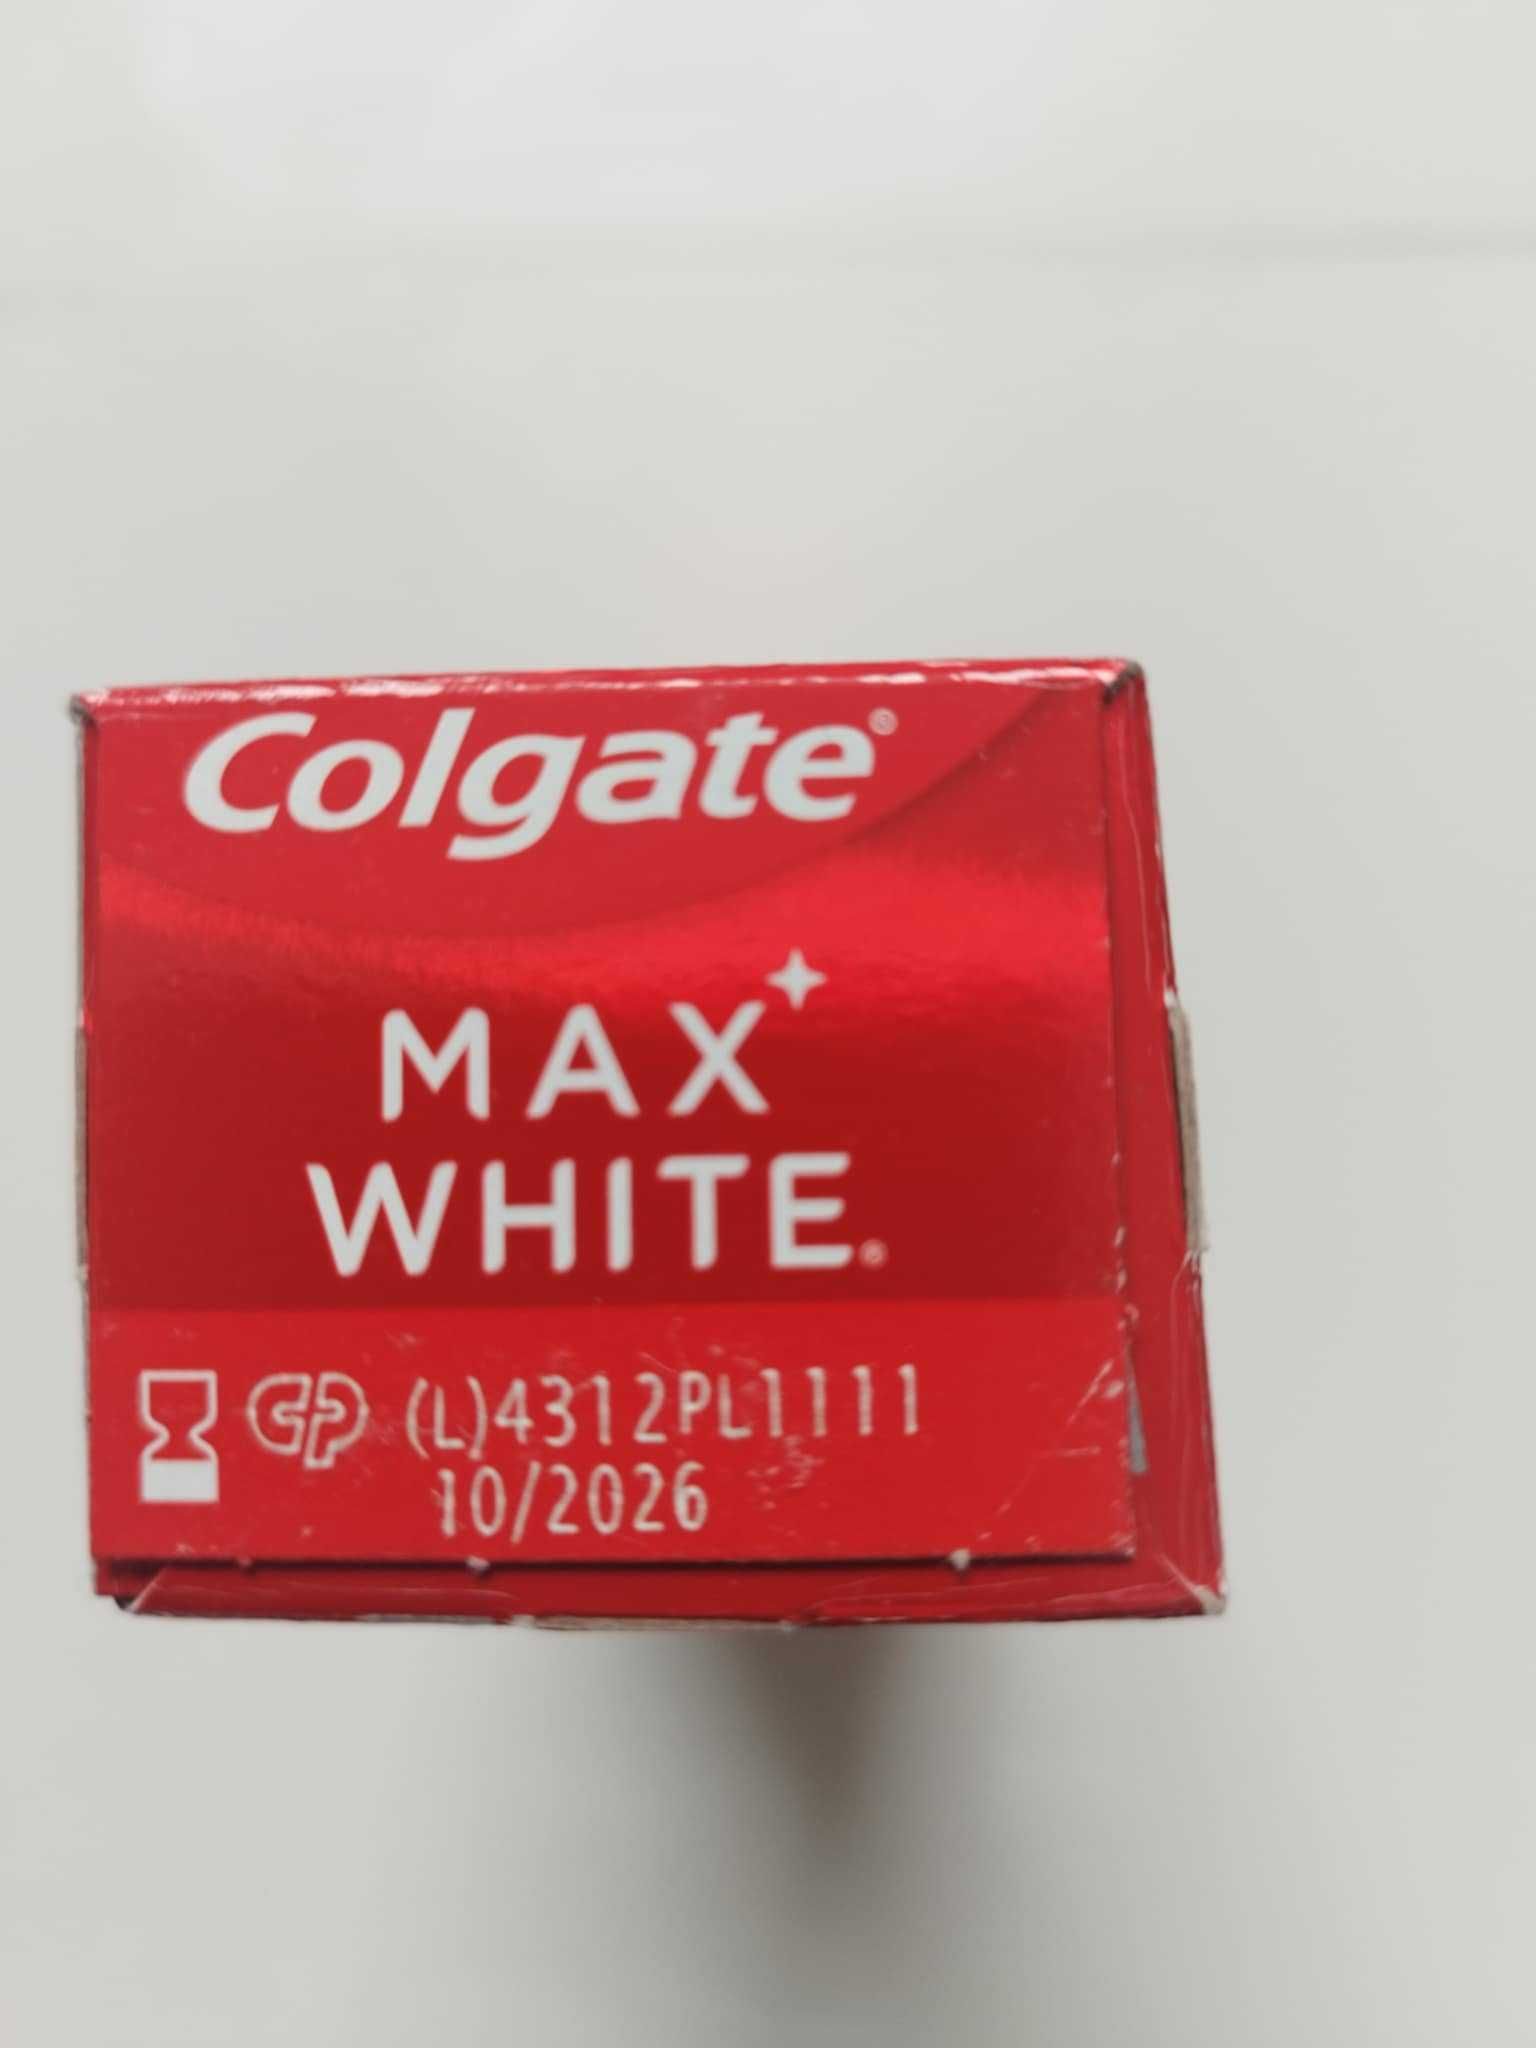 Colgate®
MAX
WHITE®
(L)4312PL1111
10/2026